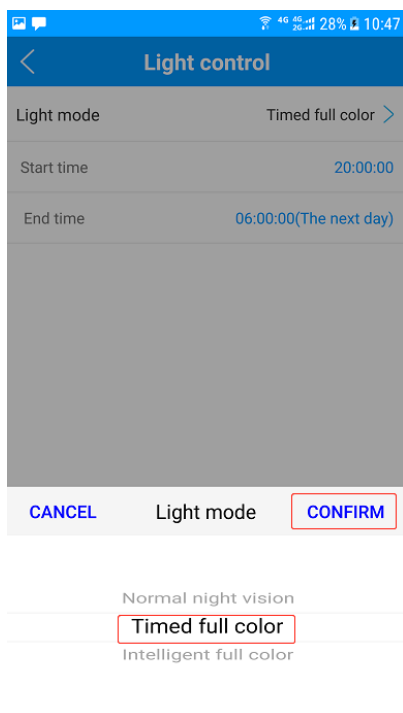 4G 4G 2G 28% 10:47
Light control
Light mode Timed full color
Start time 20:00:00
End time 06:00:00(The next day)
CANCEL Light mode CONFIRM
Normal night vision
Timed full color
Intelligent full color